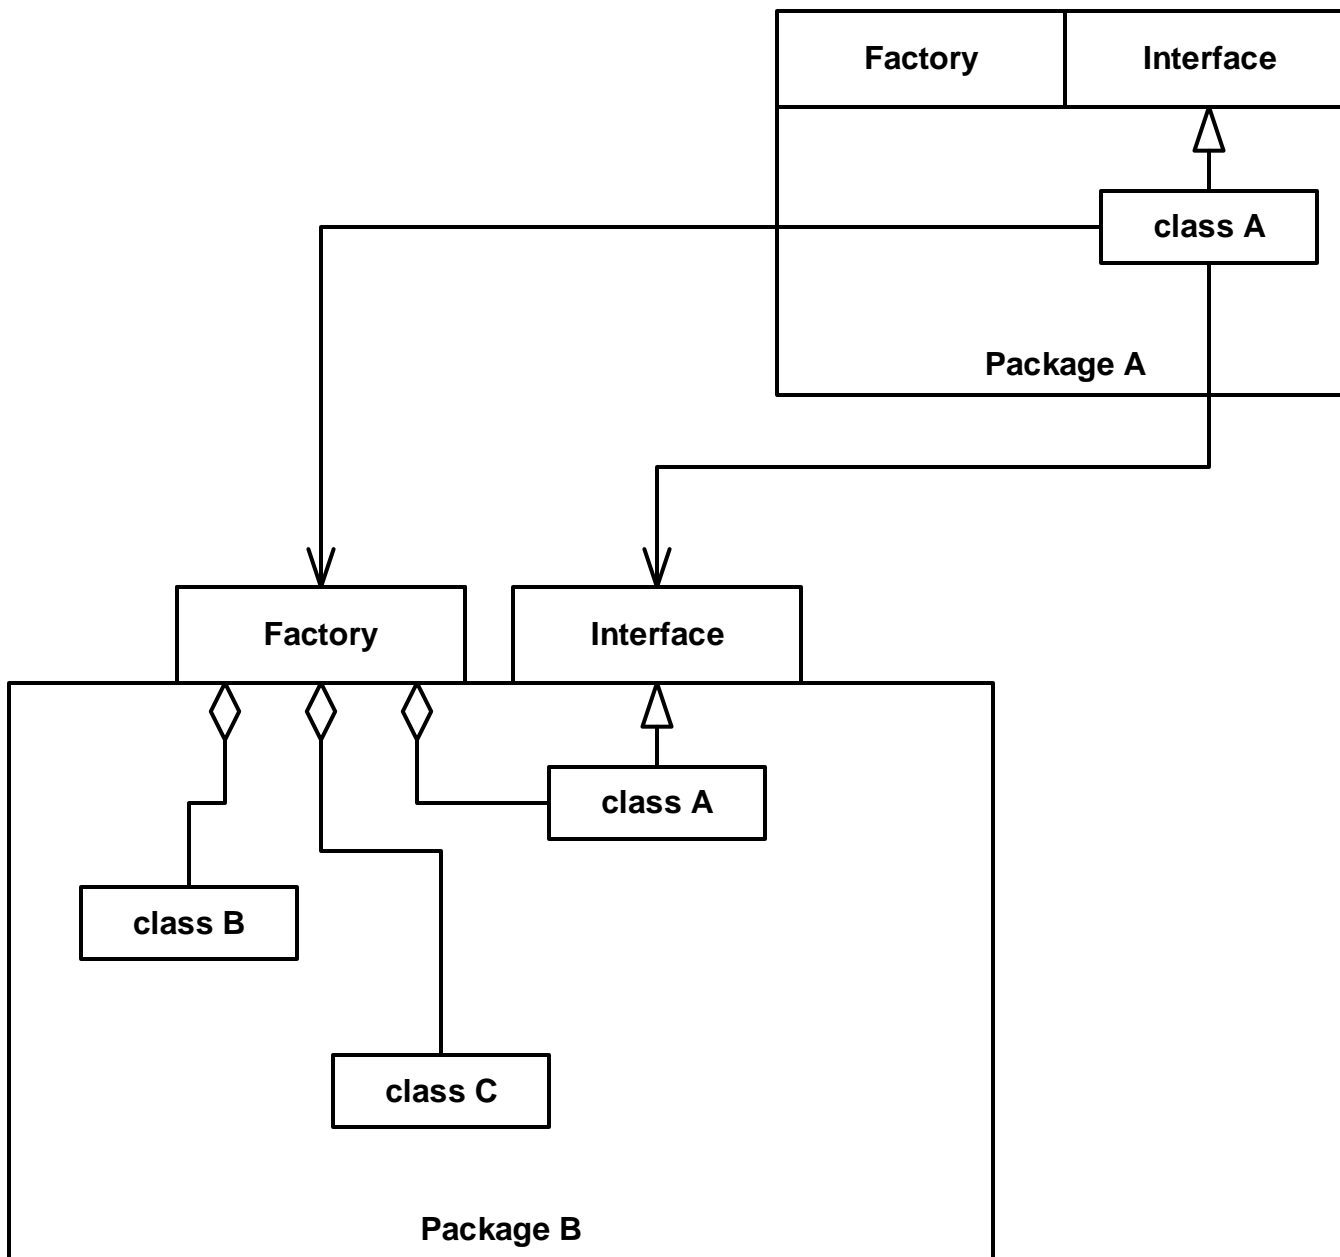 Factory
Interface
class A
Package A
Factory
Interface
class A
class B
class C
Package B